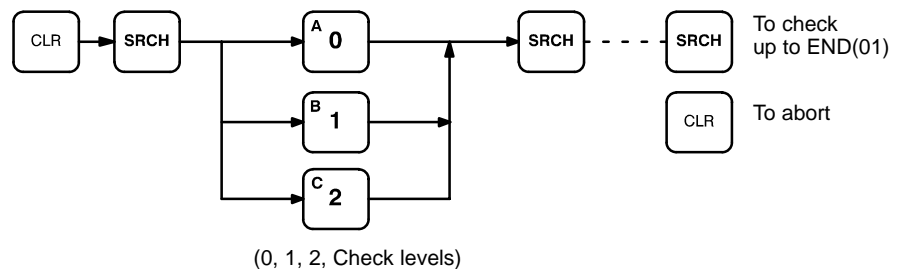 CLR
SRCH
A
0
SRCH
SRCH
To check
up to END(01)
B
1
CLR
To abort
C
2
(0, 1, 2, Check levels)